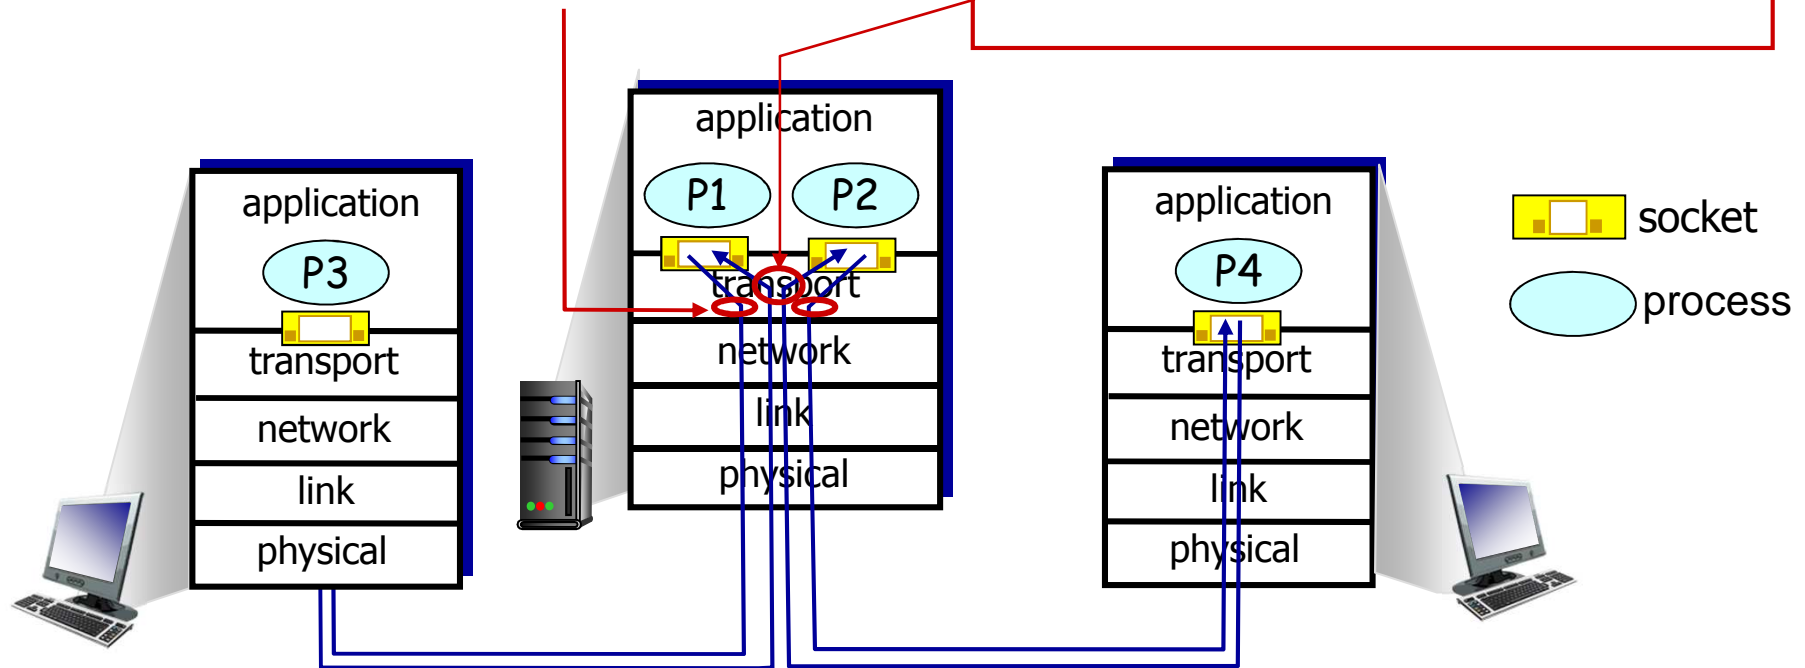 application
P3
transport
network
link
physical
application
P1 P2
transport
network
link
physical
application
P4
transport
network
link
physical
socket
process